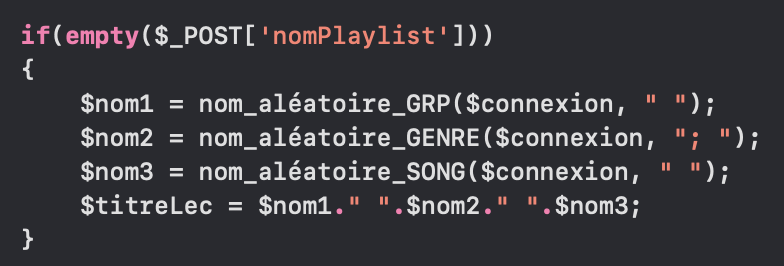 if(empty($_POST['nomPlaylist']))
{
    $nom1 = nom_aléatoire_GRP($connexion, " ");
    $nom2 = nom_aléatoire_GENRE($connexion, "; ");
    $nom3 = nom_aléatoire_SONG($connexion, " ");
    $titreLec = $nom1." ".$nom2." ".$nom3;
}